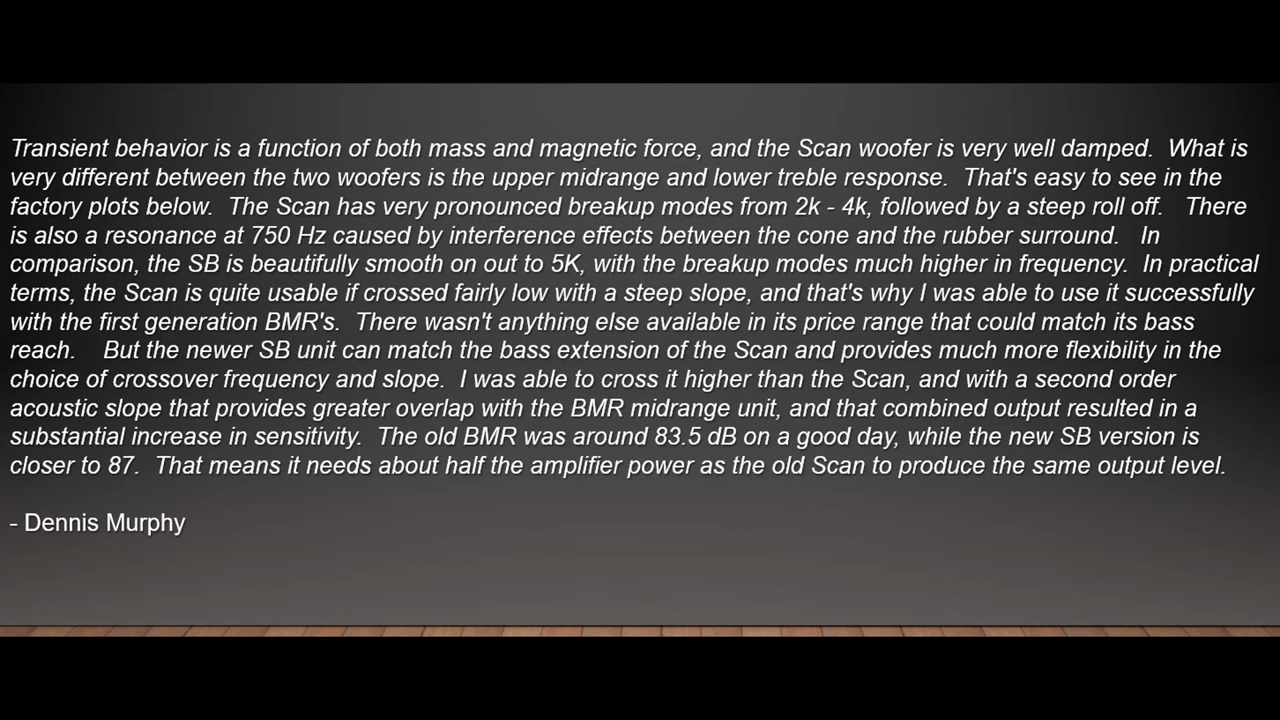 Transient behavior is a function of both mass and magnetic force, and the Scan woofer is very well damped.  What is
very different between the two woofers is the upper midrange and lower treble response.  That's easy to see in the
factory plots below.  The Scan has very pronounced breakup modes from 2k - 4k, followed by a steep roll off.   There
is also a resonance at 750 Hz caused by interference effects between the cone and the rubber surround.   In
comparison, the SB is beautifully smooth on out to 5K, with the breakup modes much higher in frequency.  In practical
terms, the Scan is quite usable if crossed fairly low with a steep slope, and that's why I was able to use it successfully
with the first generation BMR's.  There wasn't anything else available in its price range that could match its bass
reach.    But the newer SB unit can match the bass extension of the Scan and provides much more flexibility in the
choice of crossover frequency and slope.  I was able to cross it higher than the Scan, and with a second order
acoustic slope that provides greater overlap with the BMR midrange unit, and that combined output resulted in a
substantial increase in sensitivity.  The old BMR was around 83.5 dB on a good day, while the new SB version is
closer to 87.  That means it needs about half the amplifier power as the old Scan to produce the same output level.
- Dennis Murphy